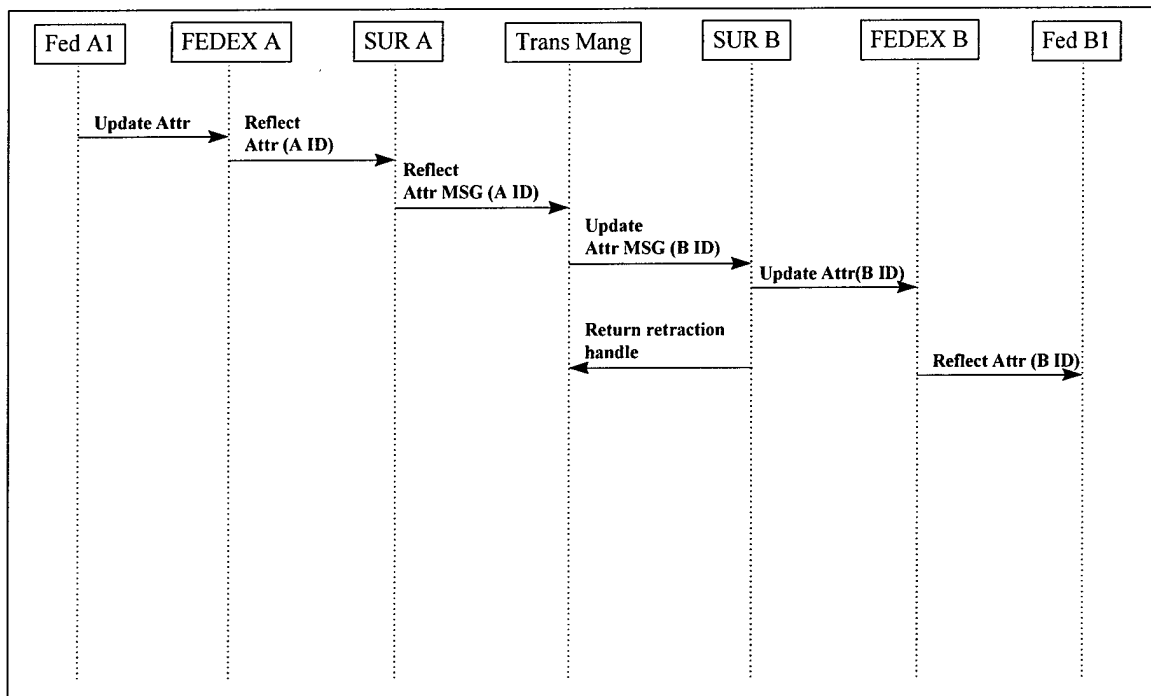 Fed A1
FEDEX A
SUR A
Trans Mang
SUR B
FEDEX B
Fed B1
Update Attr
Reflect
Attr (A ID)
Reflect
Attr MSG (A ID)
Update
Attr MSG (B ID)
Update Attr(B ID)
Return retraction
handle
Reflect Attr (B ID)